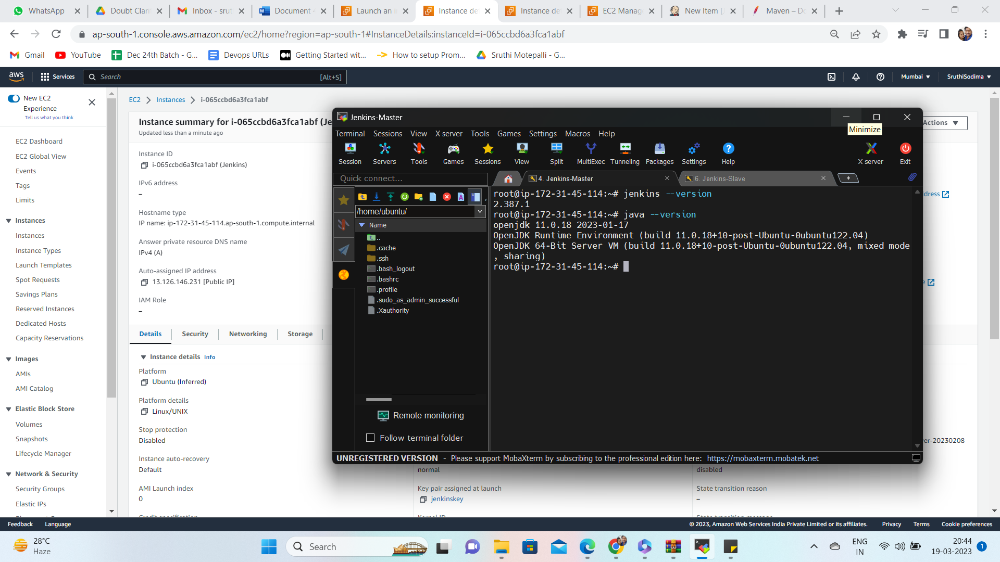 WhatsApp
Doubt Clari
Inbox - srut
Document
Launch an i
Instance de
Instance de
EC2 Manag
New Item [J
Maven – Do
ap-south-1.console.aws.amazon.com/ec2/home?region=ap-south-1#InstanceDetails:instanceId=i-065ccbd6a3fca1abf
Gmail
YouTube
Dec 24th Batch - G...
Devops URLs
Getting Started wit...
How to setup Prom...
Sruthi Motepalli - G...
aws
Services
Search
[Alt+S]
Mumbai
SruthiSodima
New EC2
Experience
Tell us what you think
EC2 Dashboard
EC2 Global View
Events
Tags
Limits
Instances
Instances
Instance Types
Launch Templates
Spot Requests
Savings Plans
Reserved Instances
Dedicated Hosts
Capacity Reservations
Images
AMIs
AMI Catalog
Elastic Block Store
Volumes
Snapshots
Lifecycle Manager
Network & Security
Security Groups
Elastic IPs
EC2
Instances
i-065ccbd6a3fca1abf
Instance summary for i-065ccbd6a3fca1abf (Je
Updated less than a minute ago
Actions
Instance ID
i-065ccbd6a3fca1abf (Jenkins)
IPv6 address
–
Hostname type
IP name: ip-172-31-45-114.ap-south-1.compute.internal
Answer private resource DNS name
IPv4 (A)
Auto-assigned IP address
13.126.146.231 [Public IP]
IAM Role
–
dress
e
Details
Security
Networking
Storage
Instance details
Info
Platform
Ubuntu (Inferred)
Platform details
Linux/UNIX
Stop protection
Disabled
Instance auto-recovery
Default
AMI Launch index
0
er-20230208
normal
disabled
Key pair assigned at launch
jenkinskey
State transition reason
–
Jenkins-Master
Minimize
Terminal
Sessions
View
X server
Tools
Games
Settings
Macros
Help
Session
Servers
Tools
Games
Sessions
View
Split
MultiExec
Tunneling
Packages
Settings
Help
X server
Exit
Quick connect...
4. Jenkins-Master
6. Jenkins-Slave
/home/ubuntu/
Name
..
.cache
.ssh
.bash_logout
.bashrc
.profile
.sudo_as_admin_successful
.Xauthority
Remote monitoring
Follow terminal folder
root@ip-172-31-45-114:~# jenkins --version
2.387.1
root@ip-172-31-45-114:~# java --version
openjdk 11.0.18 2023-01-17
OpenJDK Runtime Environment (build 11.0.18+10-post-Ubuntu-0ubuntu122.04)
OpenJDK 64-Bit Server VM (build 11.0.18+10-post-Ubuntu-0ubuntu122.04, mixed mode
, sharing)
root@ip-172-31-45-114:~#
UNREGISTERED VERSION - Please support MobaXterm by subscribing to the professional edition here: https://mobaxterm.mobatek.net
Feedback
Language
© 2023, Amazon Web Services India Private Limited or its affiliates.
Privacy
Terms
Cookie preferences
28°C
Haze
Search
ENG
IN
20:44
19-03-2023
1